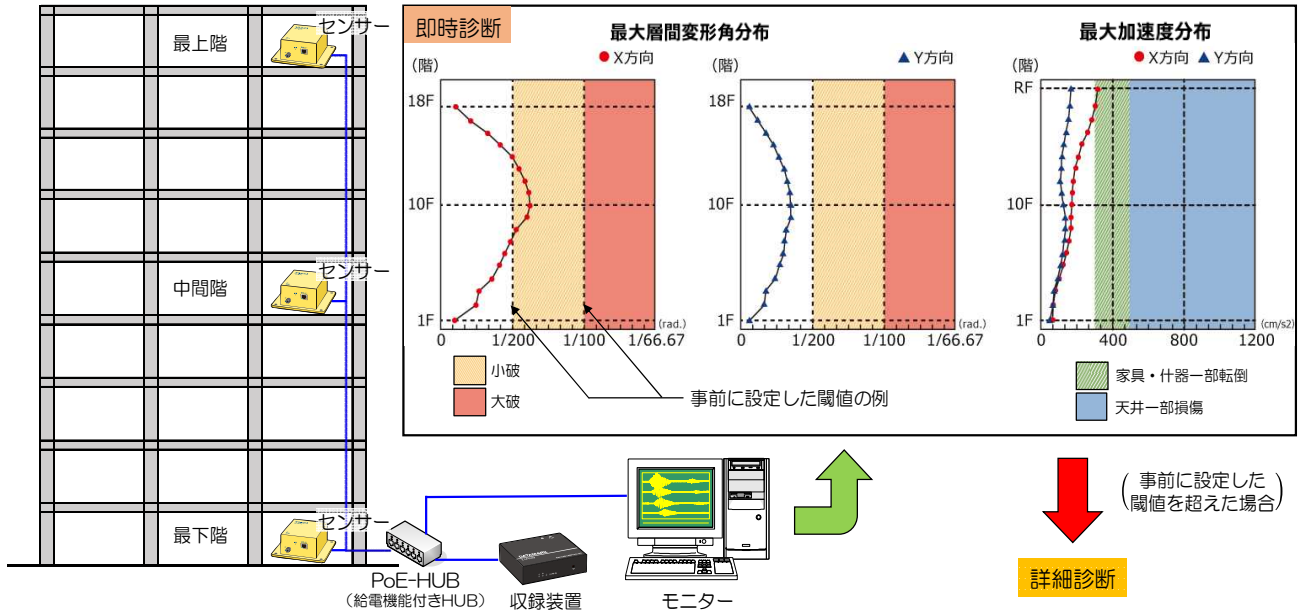 最上階
センサー
中間階
センサー
最下階
センサー
PoE-HUB
（給電機能付きHUB）
収録装置
モニター
即時診断
最大層間変形角分布
●X方向
▲Y方向
（階）
18F
10F
1F
0
1/200
1/100
1/66.67
(rad.)
（階）
18F
10F
1F
0
1/200
1/100
1/66.67
(rad.)
小破
大破
事前に設定した閾値の例
最大加速度分布
●X方向 ▲Y方向
（階）
RF
10F
1F
0
400
800
1200
(cm/s2)
家具・什器一部転倒
天井一部損傷
（事前に設定した
閾値を超えた場合）
詳細診断